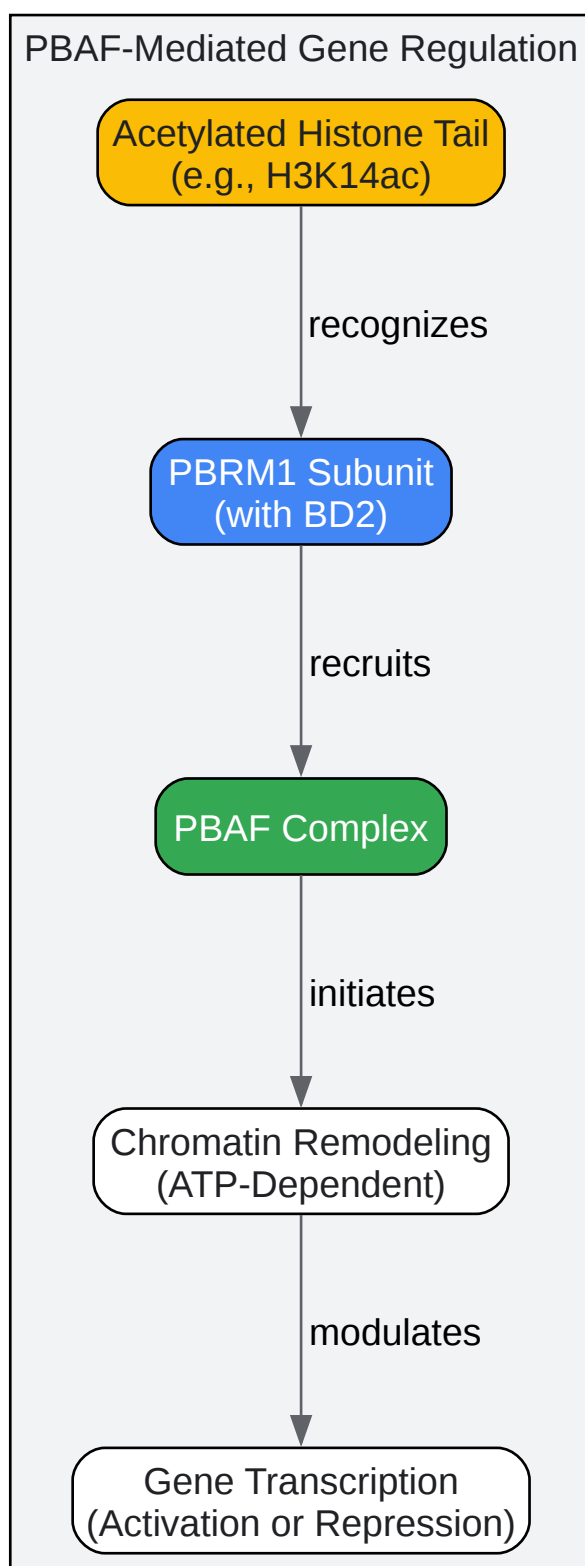 PBAF-Mediated Gene Regulation
Acetylated Histone Tail
(e.g., H3K14ac)
recognizes
PBRM1 Subunit
(with BD2)
recruits
PBAF Complex
initiates
Chromatin Remodeling
(ATP-Dependent)
modulates
Gene Transcription
(Activation or Repression)